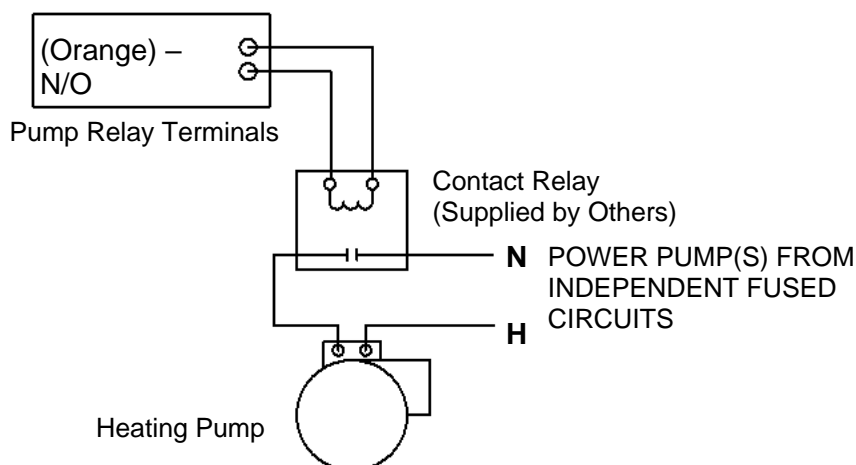 (Orange) –
N/O
Pump Relay Terminals
Contact Relay
(Supplied by Others)
N POWER PUMP(S) FROM
INDEPENDENT FUSED
CIRCUITS
H
Heating Pump